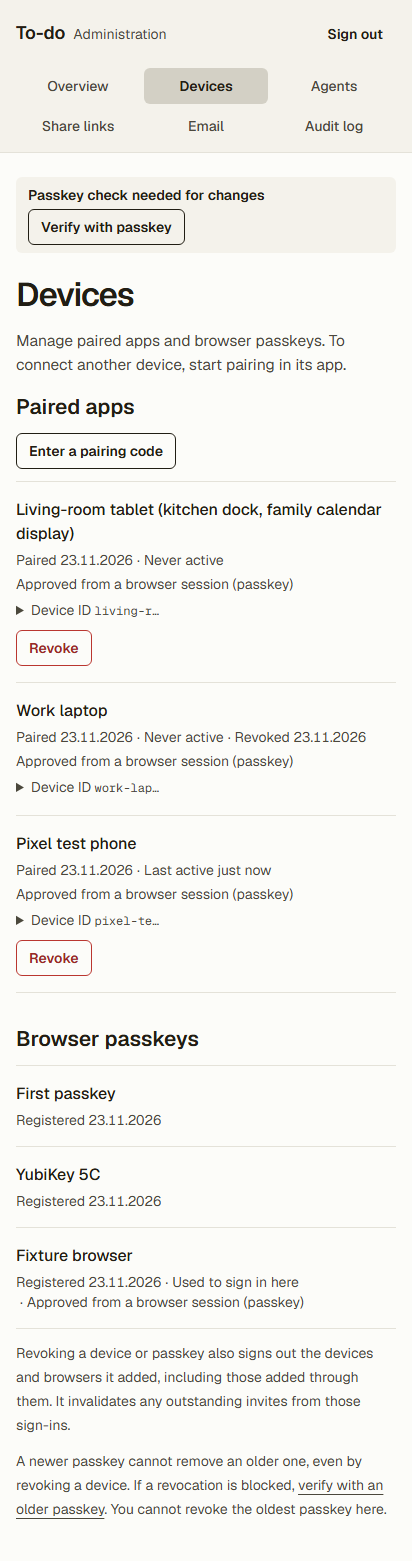 To-do Administration Sign out
Overview Devices Agents
Share links Email Audit log
Passkey check needed for changes
Verify with passkey
Devices
Manage paired apps and browser passkeys. To
connect another device, start pairing in its app.
Paired apps
Enter a pairing code
Living-room tablet (kitchen dock, family calendar
display)
Paired 23.11.2026 · Never active
Approved from a browser session (passkey)
▶ Device ID living-r…
Revoke
Work laptop
Paired 23.11.2026 · Never active · Revoked 23.11.2026
Approved from a browser session (passkey)
▶ Device ID work-lap…
Pixel test phone
Paired 23.11.2026 · Last active just now
Approved from a browser session (passkey)
▶ Device ID pixel-te…
Revoke
Browser passkeys
First passkey
Registered 23.11.2026
YubiKey 5C
Registered 23.11.2026
Fixture browser
Registered 23.11.2026 · Used to sign in here
· Approved from a browser session (passkey)
Revoking a device or passkey also signs out the devices
and browsers it added, including those added through
them. It invalidates any outstanding invites from those
sign-ins.
A newer passkey cannot remove an older one, even by
revoking a device. If a revocation is blocked, verify with an
older passkey. You cannot revoke the oldest passkey here.